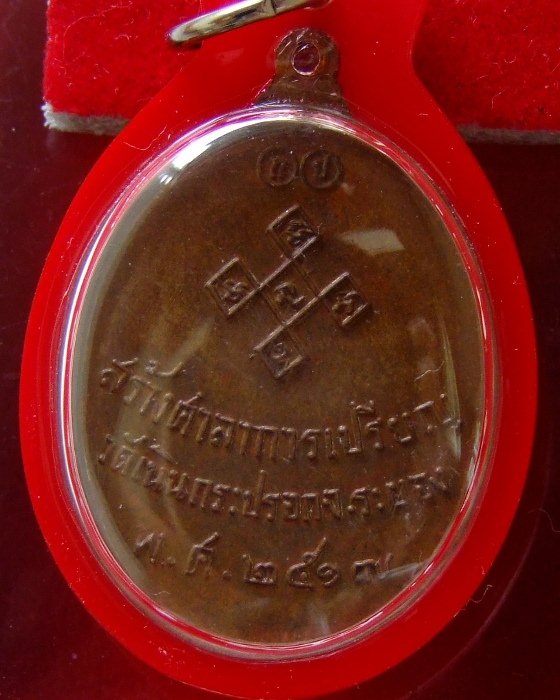 สร้างศาลาการเปรียญ
วัดเนินกระปรอกจ.ระยอง
พ.ศ.๒๕๑๗